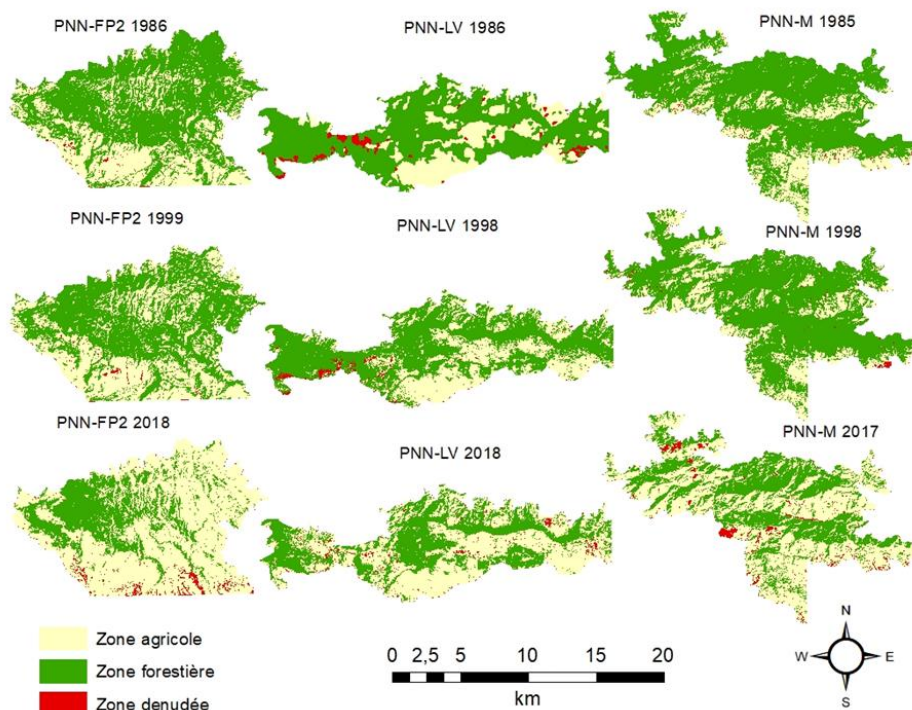 PNN-FP2 1986
PNN-LV 1986
PNN-M 1985
PNN-FP2 1999
PNN-LV 1998
PNN-M 1998
PNN-FP2 2018
PNN-LV 2018
PNN-M 2017
Zone agricole
Zone forestière
Zone denudée
0 2,5 5 10 15 20
km
N
W E
S